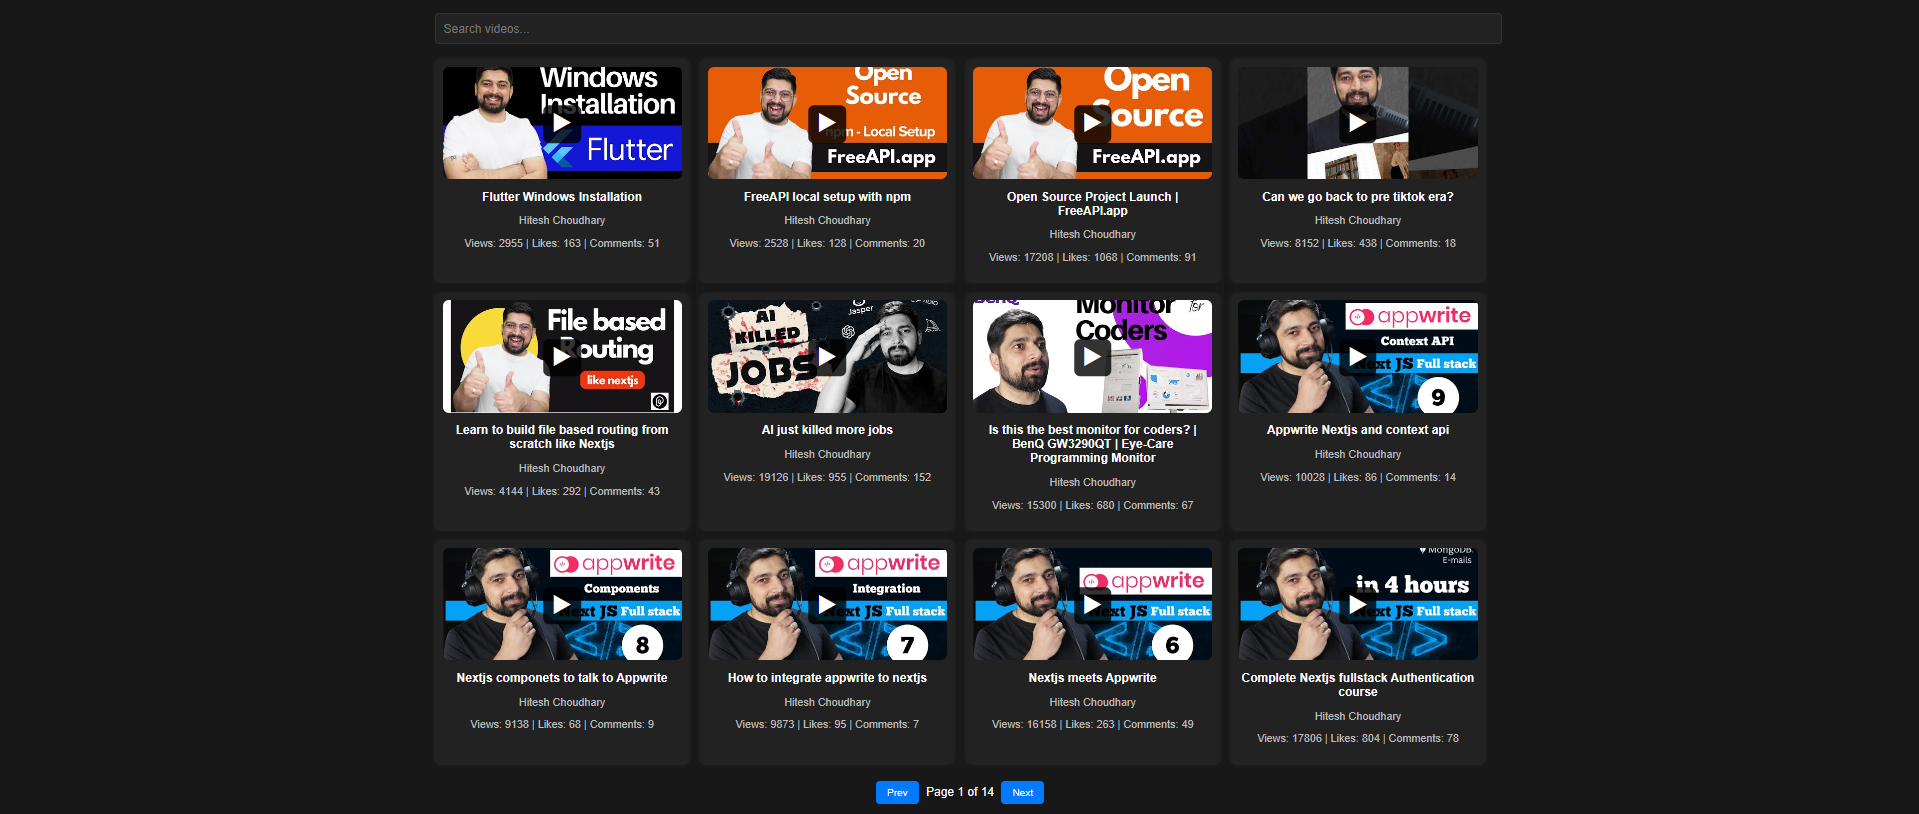 Search videos...
Windows
Installation
Flutter
Flutter Windows Installation
Hitesh Choudhary
Views: 2955 | Likes: 163 | Comments: 51
Open
Source
npm - Local Setup
FreeAPI.app
FreeAPI local setup with npm
Hitesh Choudhary
Views: 2528 | Likes: 128 | Comments: 20
Open
Source
FreeAPI.app
Open Source Project Launch |
FreeAPI.app
Hitesh Choudhary
Views: 17208 | Likes: 1068 | Comments: 91
Can we go back to pre tiktok era?
Hitesh Choudhary
Views: 8152 | Likes: 438 | Comments: 18
File based
Routing
like nextjs
Learn to build file based routing from
scratch like Nextjs
Hitesh Choudhary
Views: 4144 | Likes: 292 | Comments: 43
Jasper
AI
KILLED
JOBS
AI just killed more jobs
Hitesh Choudhary
Views: 19126 | Likes: 955 | Comments: 152
BenQ
Monitor
for
Coders
Is this the best monitor for coders? |
BenQ GW3290QT | Eye-Care
Programming Monitor
Hitesh Choudhary
Views: 15300 | Likes: 680 | Comments: 67
appwrite
Context API
Next JS Full stack
9
Appwrite Nextjs and context api
Hitesh Choudhary
Views: 10028 | Likes: 86 | Comments: 14
appwrite
Components
Next JS Full stack
8
Nextjs componets to talk to Appwrite
Hitesh Choudhary
Views: 9138 | Likes: 68 | Comments: 9
appwrite
Integration
Next JS Full stack
7
How to integrate appwrite to nextjs
Hitesh Choudhary
Views: 9873 | Likes: 95 | Comments: 7
appwrite
Next JS Full stack
6
Nextjs meets Appwrite
Hitesh Choudhary
Views: 16158 | Likes: 263 | Comments: 49
MongoDB
E-mails
in 4 hours
Next JS Full stack
Complete Nextjs fullstack Authentication
course
Hitesh Choudhary
Views: 17806 | Likes: 804 | Comments: 78
Prev Page 1 of 14 Next